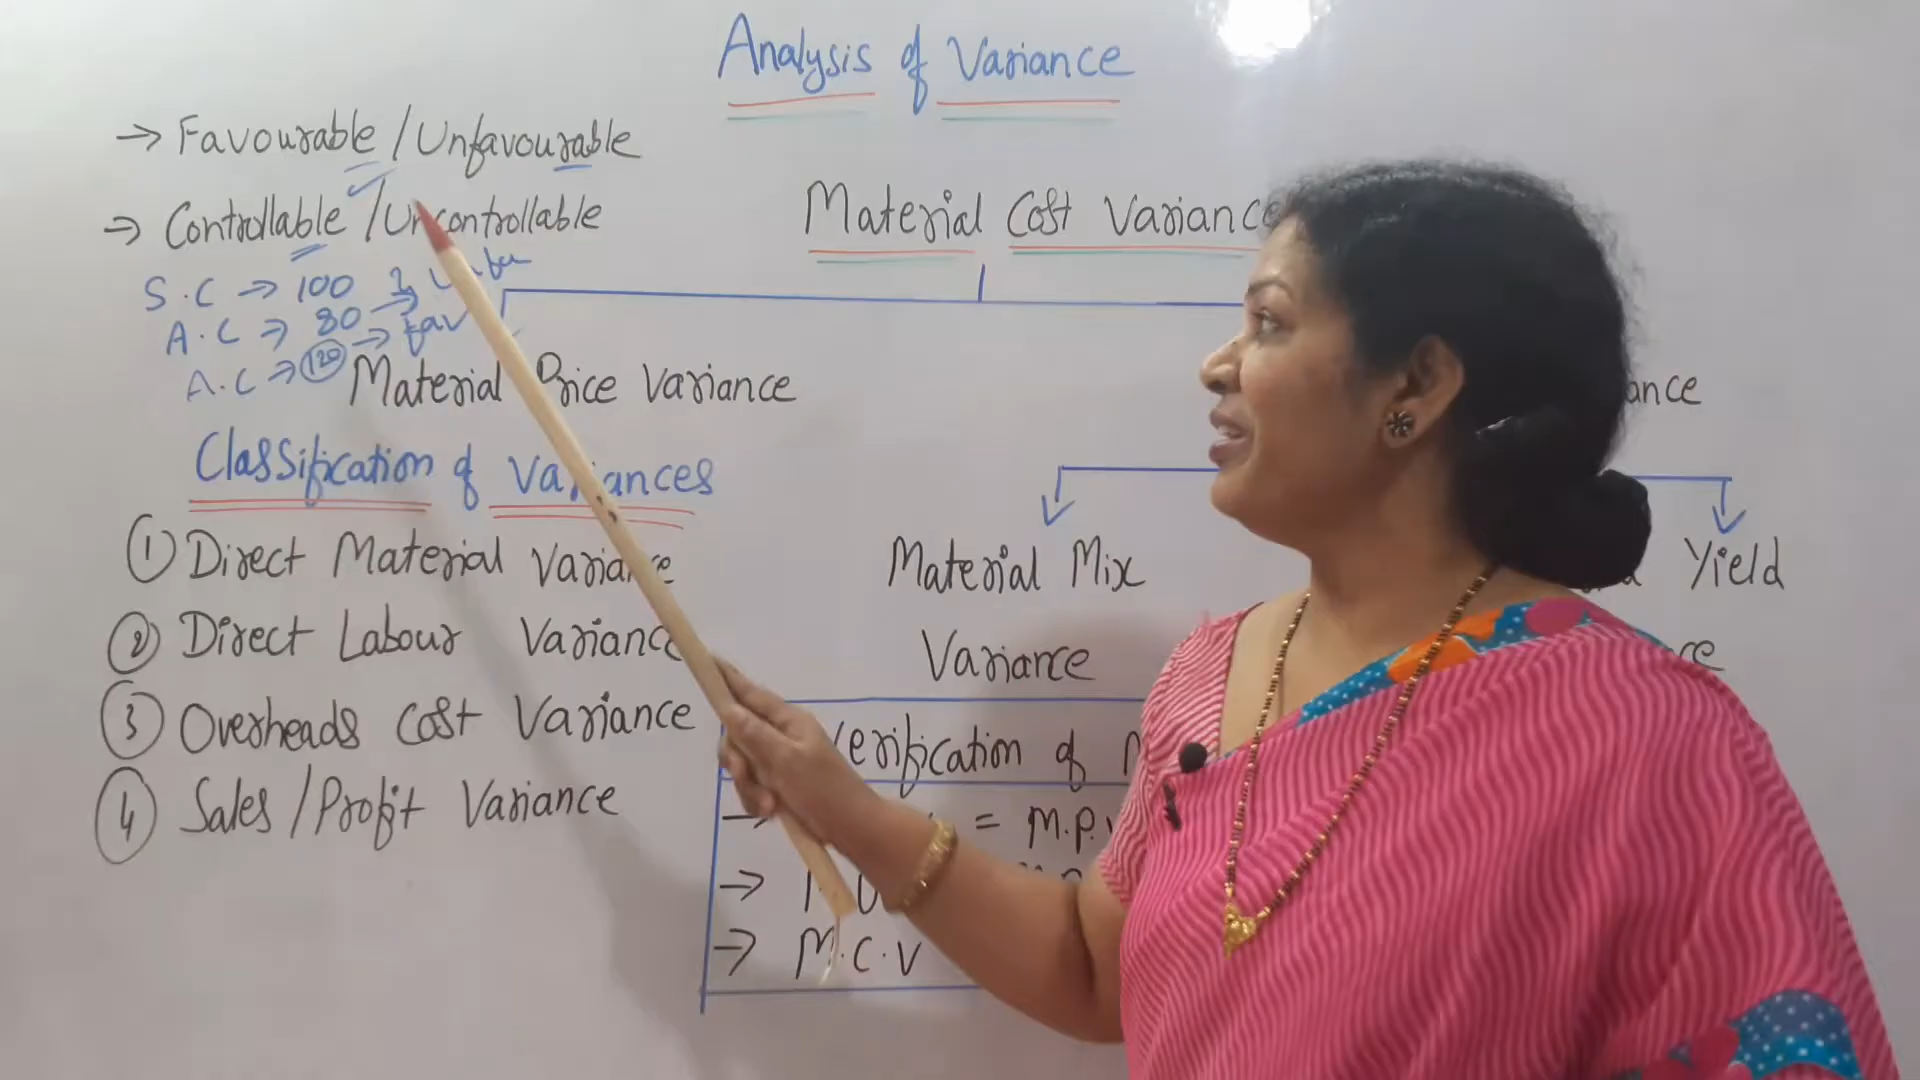 Analysis of Variance
→ Favourable / Unfavourable
→ Controllable / Uncontrollable
S.C → 100
A.C → 80 →
A.C → 120 → fav
Material Cost Variance
Material Price Variance
Classification of Variances
① Direct Material Variance
② Direct Labour Variance
③ Overheads Cost Variance
④ Sales / Profit Variance
Material Mix
Variance
Yield
Verification of
→ = M.P.V
→
→ M.C.V